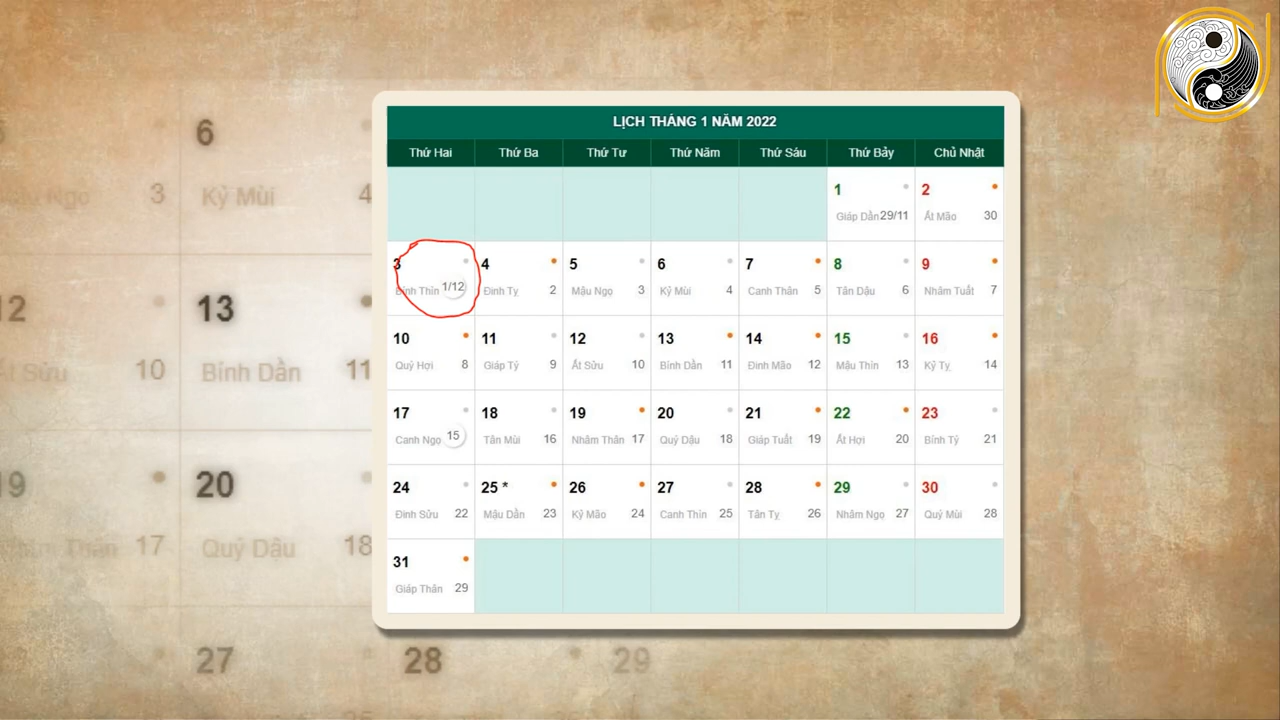 LỊCH THÁNG 1 NĂM 2022
Thứ Hai Thứ Ba Thứ Tư Thứ Năm Thứ Sáu Thứ Bảy Chủ Nhật
1 2
Giáp Dần 29/11 Ất Mão 30
3 4 5 6 7 8 9
Bính Thìn 1/12 Đinh Tỵ 2 Mậu Ngọ 3 Kỷ Mùi 4 Canh Thân 5 Tân Dậu 6 Nhâm Tuất 7
10 11 12 13 14 15 16
Quý Hợi 8 Giáp Tý 9 Ất Sửu 10 Bính Dần 11 Đinh Mão 12 Mậu Thìn 13 Kỷ Tỵ 14
17 18 19 20 21 22 23
Canh Ngọ 15 Tân Mùi 16 Nhâm Thân 17 Quý Dậu 18 Giáp Tuất 19 Ất Hợi 20 Bính Tý 21
24 25 * 26 27 28 29 30
Đinh Sửu 22 Mậu Dần 23 Kỷ Mão 24 Canh Thìn 25 Tân Tỵ 26 Nhâm Ngọ 27 Quý Mùi 28
31
Giáp Thân 29
6
3 Kỷ Mùi 4
12 13
Ất Sửu 10 Bính Dần 11
19 20
17 Quý Dậu 18
27 28 29